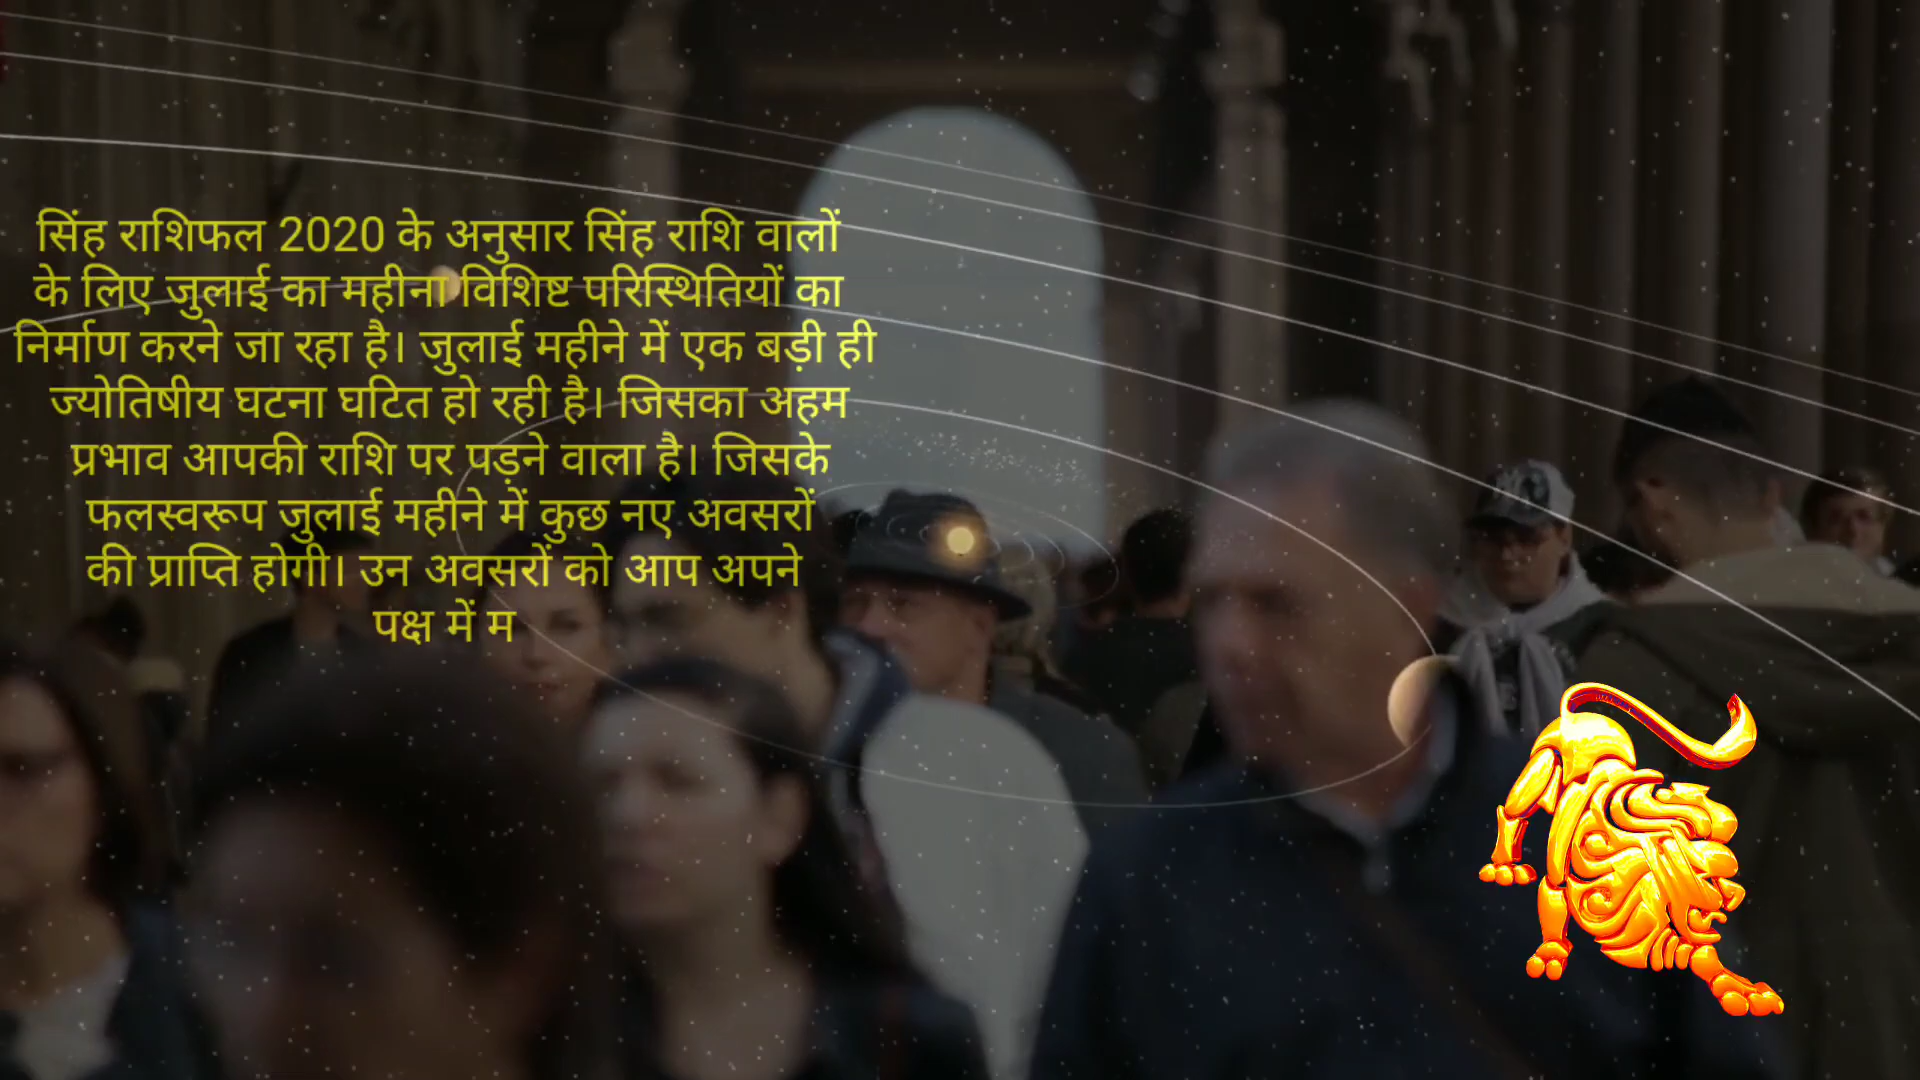 सिंह राशिफल 2020 के अनुसार सिंह राशि वालों
के लिए जुलाई का महीना विशिष्ट परिस्थितियों का
निर्माण करने जा रहा है। जुलाई महीने में एक बड़ी ही
ज्योतिषीय घटना घटित हो रही है। जिसका अहम
प्रभाव आपकी राशि पर पड़ने वाला है। जिसके
फलस्वरूप जुलाई महीने में कुछ नए अवसरों
की प्राप्ति होगी। उन अवसरों को आप अपने
पक्ष में म